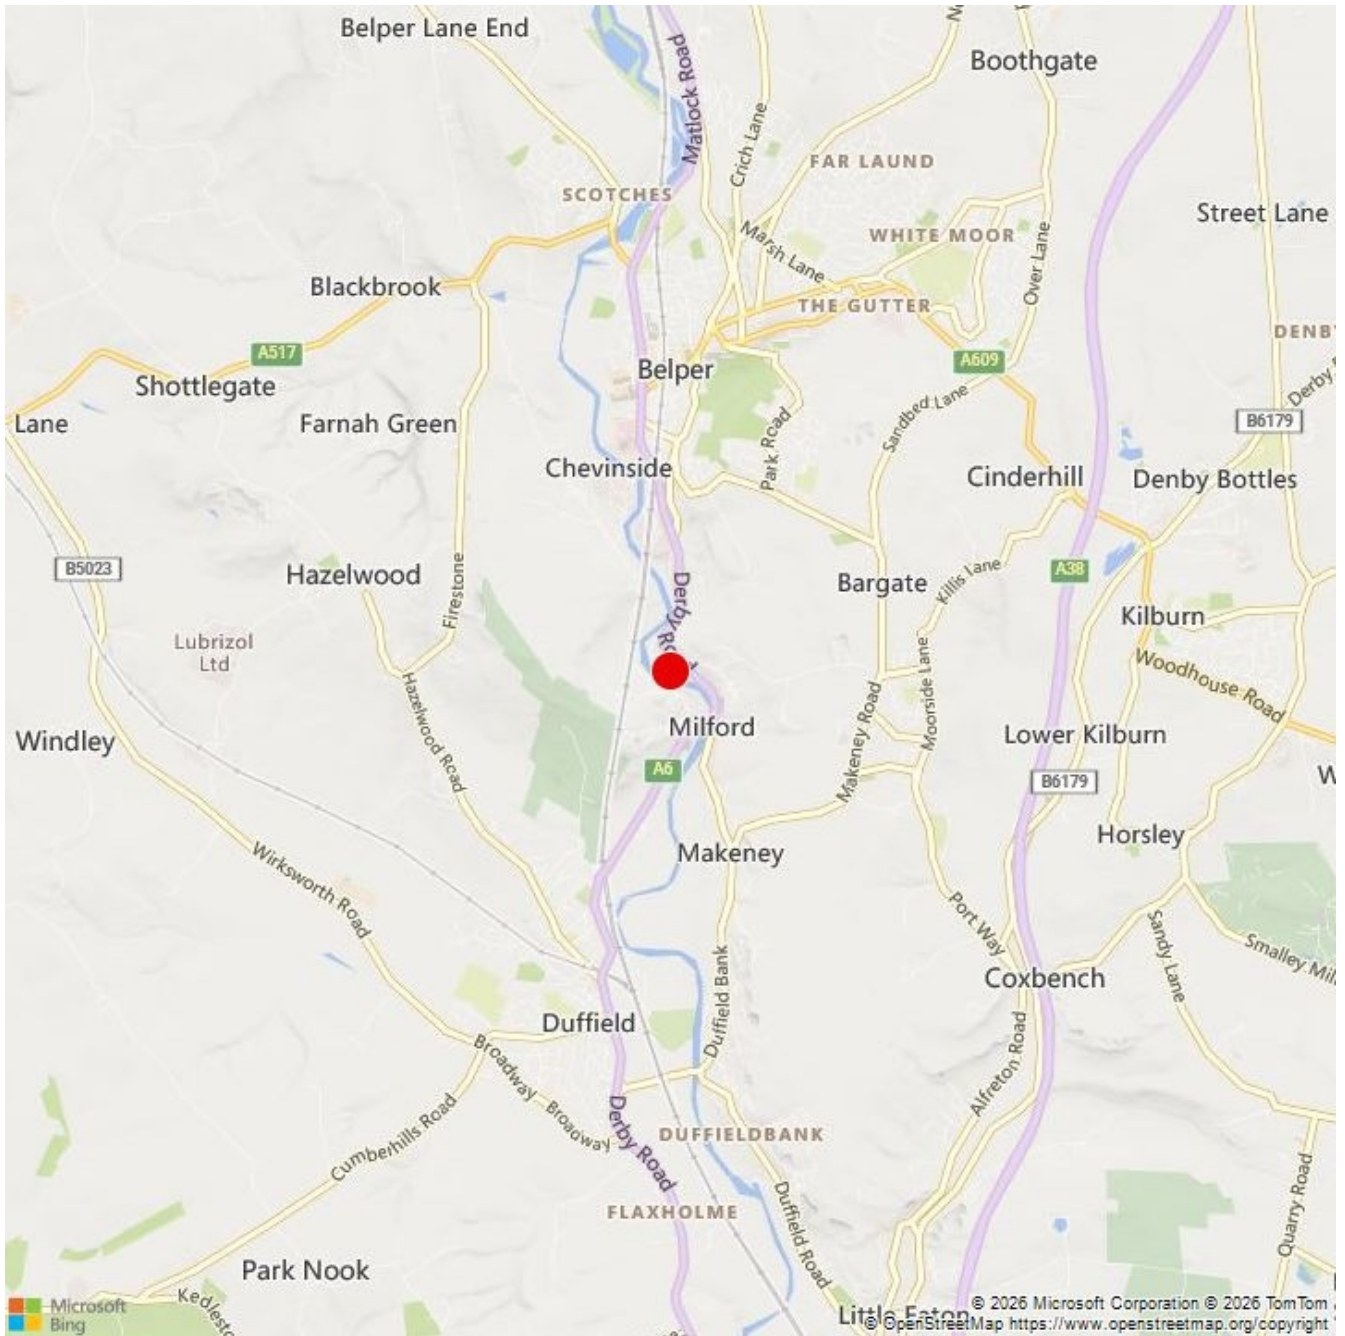 Belper Lane End
Matlock Road
Boothgate
Crich Lane
FAR LAUND
SCOTCHES
Street Lane
Marsh Lane
WHITE MOOR
Over Lane
Blackbrook
THE GUTTER
A517
Belper
A609
Shottlegate
Lane
Farnah Green
Park Road
Sandbed Lane
Derby
B6179
Chevinside
Cinderhill
Denby Bottles
B5023
Hazelwood
Firestone
Derby
Bargate
Killis Lane
A38
Kilburn
Lubrizol
Ltd
Woodhouse Road
Hazelwood Road
Windley
Milford
Makeney Road
Moorside Lane
Lower Kilburn
A6
B6179
Makeney
Horsley
Wirksworth Road
Port Way
Sandy Lane
Smalley Mill
Coxbench
Duffield Bank
Duffield
Alfreton Road
Broadway
Broadway
Cumberhills Road
Derby Road
DUFFIELDBANK
Duffield Road
FLAXHOLME
Quarry Road
Park Nook
Microsoft
Bing
Little Eaton
© 2026 Microsoft Corporation © 2026 TomTom
© OpenStreetMap https://www.openstreetmap.org/copyright